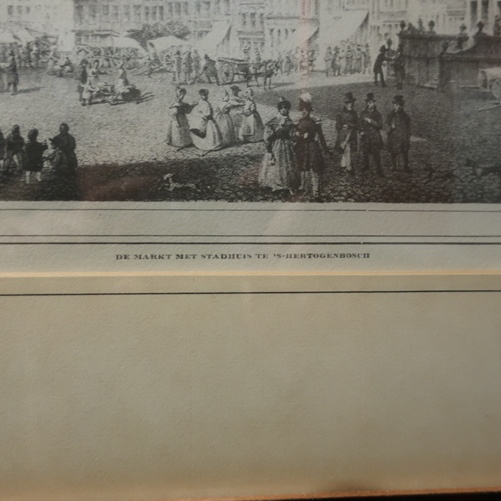 DE MARKT MET STADHUIS TE 'S-HERTOGENBOSCH